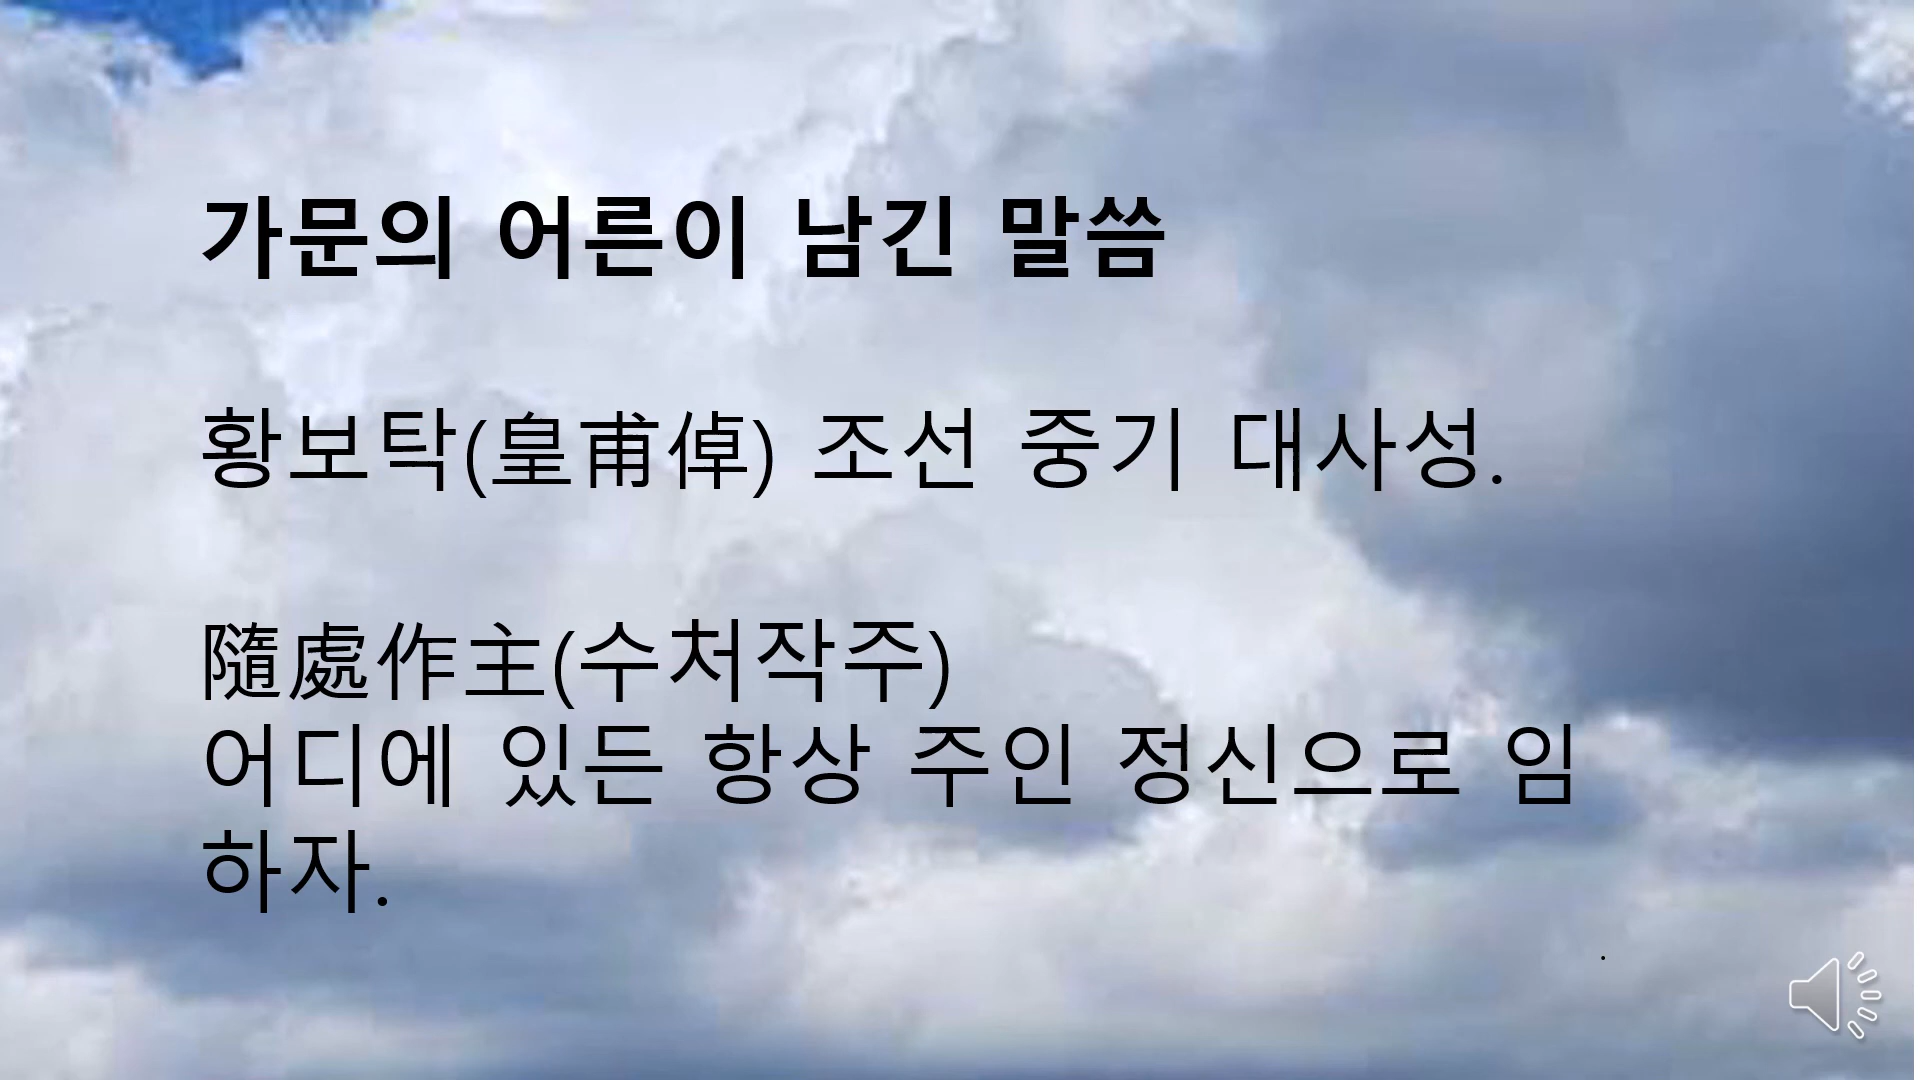 가문의 어른이 남긴 말씀
황보탁(皇甫倬) 조선 중기 대사성.
隨處作主(수처작주)
어디에 있든 항상 주인 정신으로 임
하자.
.